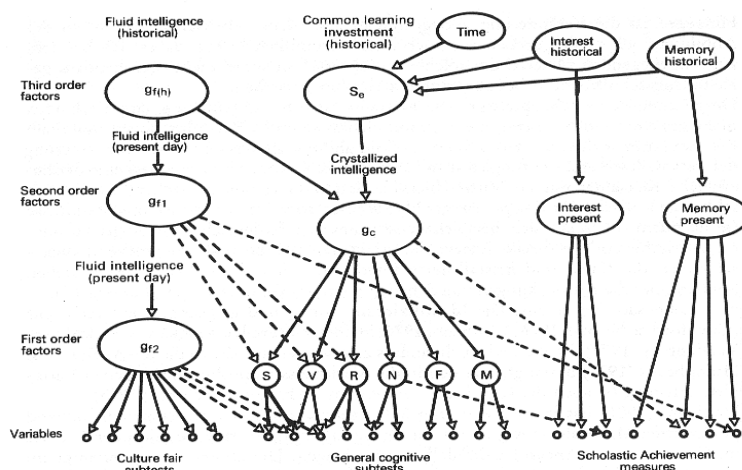 Fluid intelligence
(historical)
Common learning
investment
(historical)
Time
Interest
historical
Memory
historical
Third order
factors
gf(h)
Se
Fluid intelligence
(present day)
Crystallized
intelligence
Second order
factors
gf1
gc
Interest
present
Memory
present
Fluid intelligence
(present day)
First order
factors
gf2
S
V
R
N
F
M
Variables
Culture fair
subtests
General cognitive
subtests
Scholastic Achievement
measures